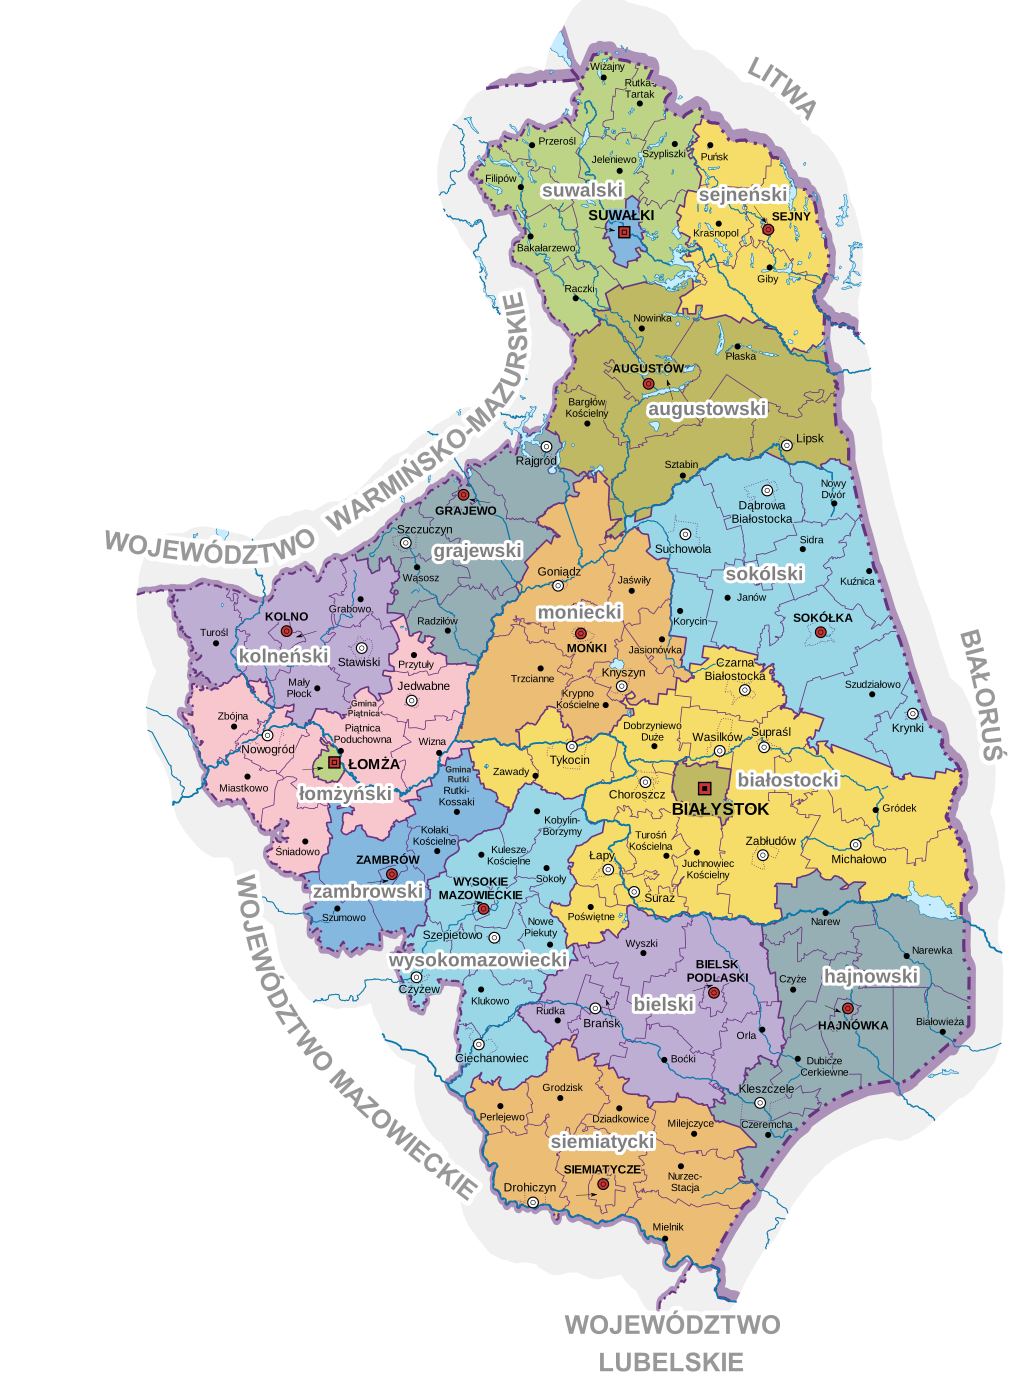 LITWA
Wiżajny
Rutka-
Tartak
Przerośl
Szypliszki
Puńsk
Jeleniewo
Filipów
suwalski
sejneński
SUWAŁKI
SEJNY
Krasnopol
Bakałarzewo
Giby
Raczki
Nowinka
Płaska
AUGUSTÓW
Bargłów
Kościelny
augustowski
Lipsk
Rajgród
Sztabin
WOJEWÓDZTWO WARMIŃSKO-MAZURSKIE
GRAJEWO
Szczuczyn
grajewski
Wąsosz
Radziłów
Nowy
Dwór
Dąbrowa
Białostocka
Suchowola
Sidra
sokólski
Kuźnica
Janów
Korycin
SOKÓŁKA
Szudziałowo
Krynki
BIAŁORUŚ
Goniądz
Jaświły
moniecki
MOŃKI
Jasionówka
Trzcianne
Knyszyn
Krypno
Kościelne
KOLNO
Grabowo
Turośl
kolneński
Stawiski
Mały
Płock
Przytuły
Jedwabne
Gmina
Piątnica
Zbójna
Piątnica
Poduchowna
Nowogród
Wizna
ŁOMŻA
Miastkowo
łomżyński
Śniadowo
Czarna
Białostocka
Dobrzyniewo
Duże
Wasilków
Supraśl
Tykocin
Zawady
Choroszcz
białostocki
BIAŁYSTOK
Gródek
Turośń
Kościelna
Zabłudów
Juchnowiec
Kościelny
Michałowo
Łapy
Suraż
Poświętne
Gmina
Rutki
Rutki-
Kossaki
Kołaki
Kościelne
ZAMBRÓW
zambrowski
Szumowo
Kobylin-
Borzymy
Kulesze
Kościelne
Sokoły
WYSOKIE
MAZOWIECKIE
Nowe
Piekuty
Szepietowo
wysokomazowiecki
Czyżew
Klukowo
Ciechanowiec
Wyszki
BIELSK
PODLASKI
bielski
Rudka
Brańsk
Orla
Boćki
Narew
Narewka
Czyże
hajnowski
HAJNÓWKA
Białowieża
Dubicze
Cerkiewne
Kleszczele
Czeremcha
Grodzisk
Perlejewo
Dziadkowice
Milejczyce
siemiatycki
SIEMIATYCZE
Nurzec-
Stacja
Drohiczyn
Mielnik
WOJEWÓDZTWO MAZOWIECKIE
WOJEWÓDZTWO
LUBELSKIE